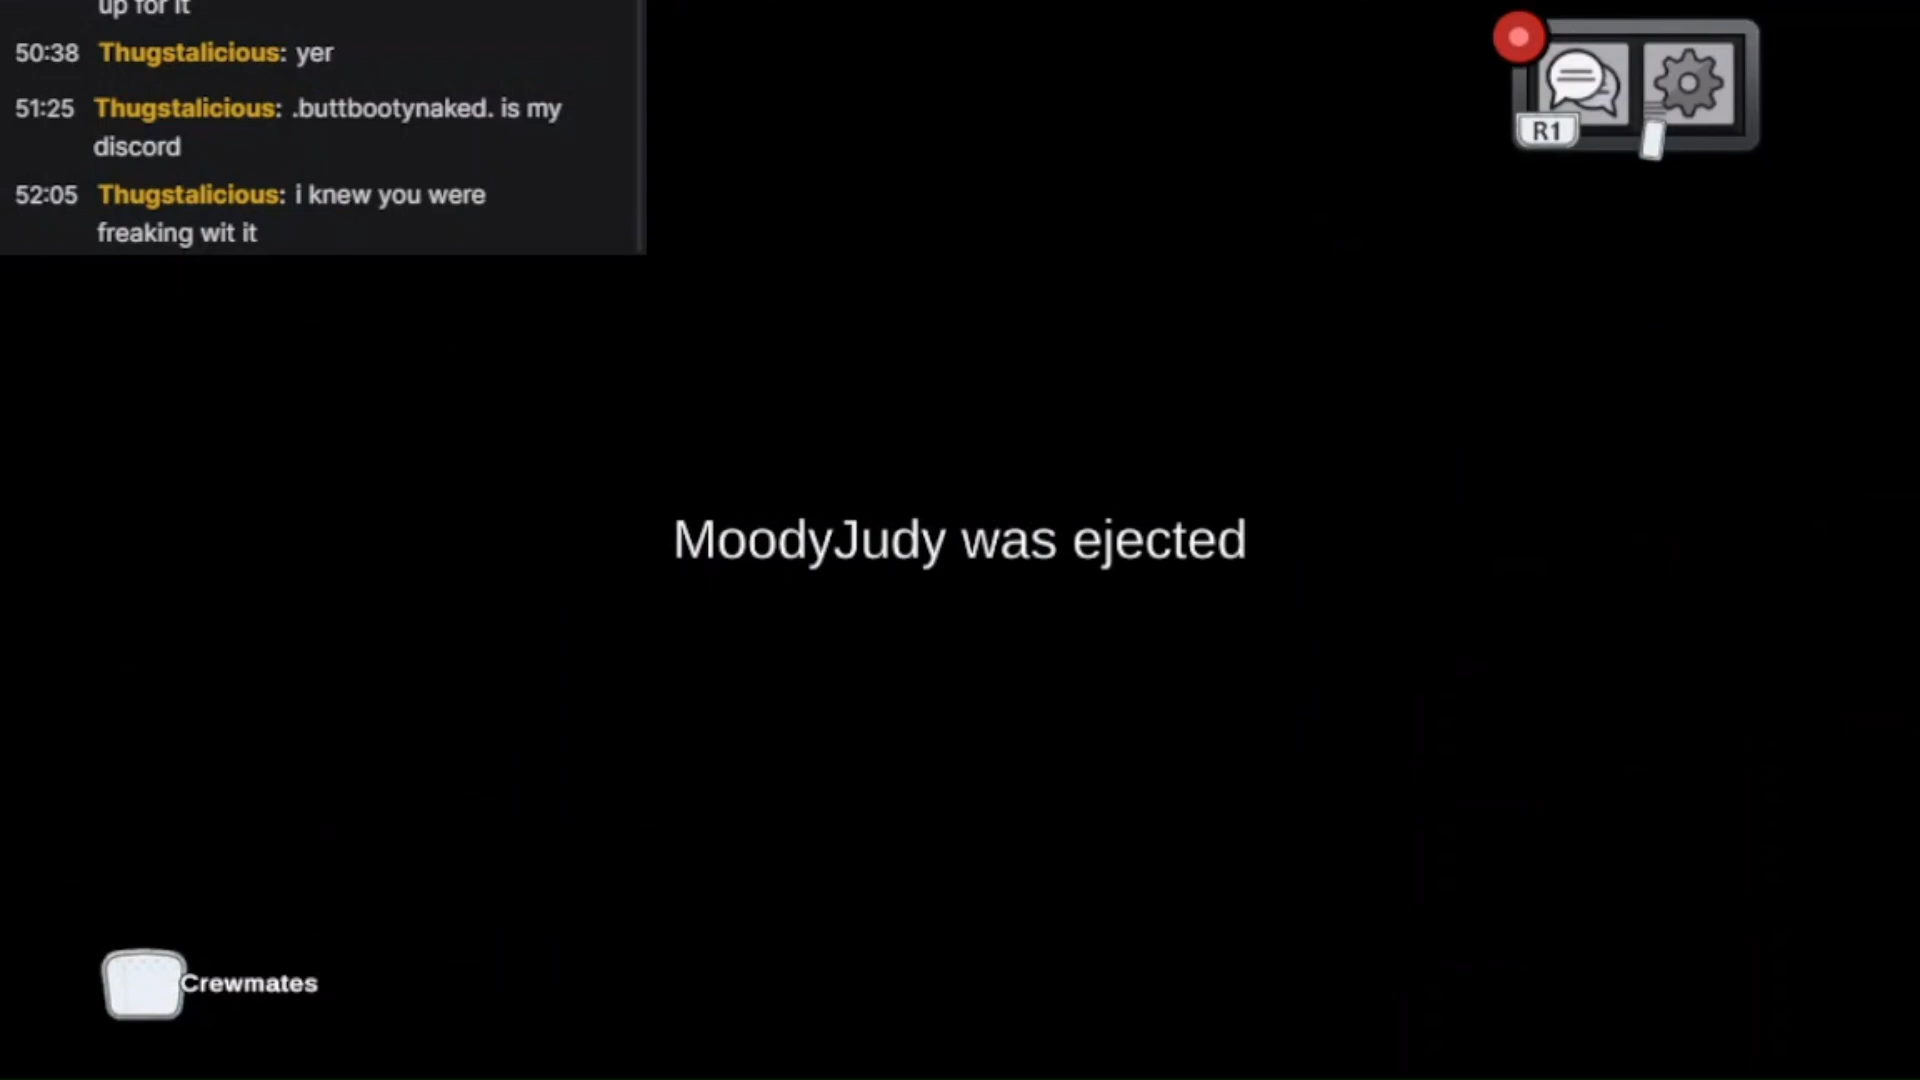 up for it
50:38 Thugstalicious: yer
51:25 Thugstalicious: .buttbootynaked. is my
discord
52:05 Thugstalicious: i knew you were
freaking wit it
R1
MoodyJudy was ejected
Crewmates